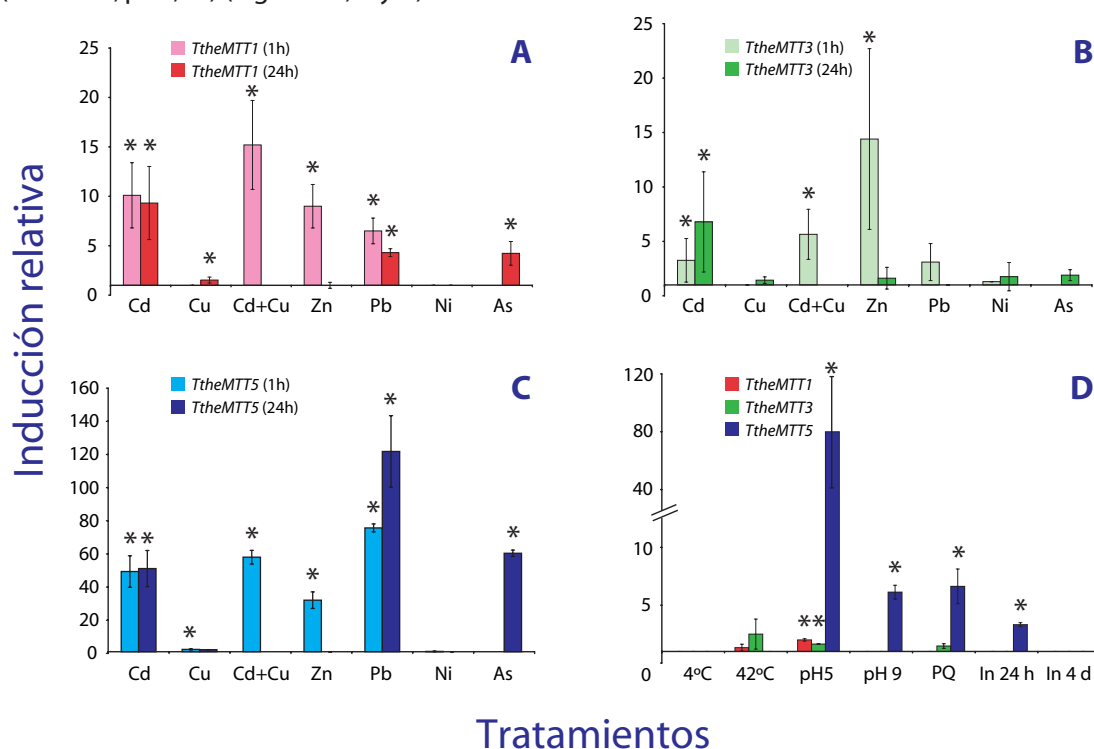 TtheMTT1 (1h)
TtheMTT1 (24h)
A
25
20
15
10
5
0
* * * * * * * *
Cd Cu Cd+Cu Zn Pb Ni As
TtheMTT3 (1h)
TtheMTT3 (24h)
B
25
20
15
10
5
0
* * * *
Cd Cu Cd+Cu Zn Pb Ni As
Inducción relativa
TtheMTT5 (1h)
TtheMTT5 (24h)
C
160
140
120
100
80
60
40
20
0
* * * * * * * *
Cd Cu Cd+Cu Zn Pb Ni As
TtheMTT1
TtheMTT3
TtheMTT5
D
120
80
40
10
5
0
** * * * *
4ºC 42ºC pH5 pH 9 PQ In 24 h In 4 d
Tratamientos